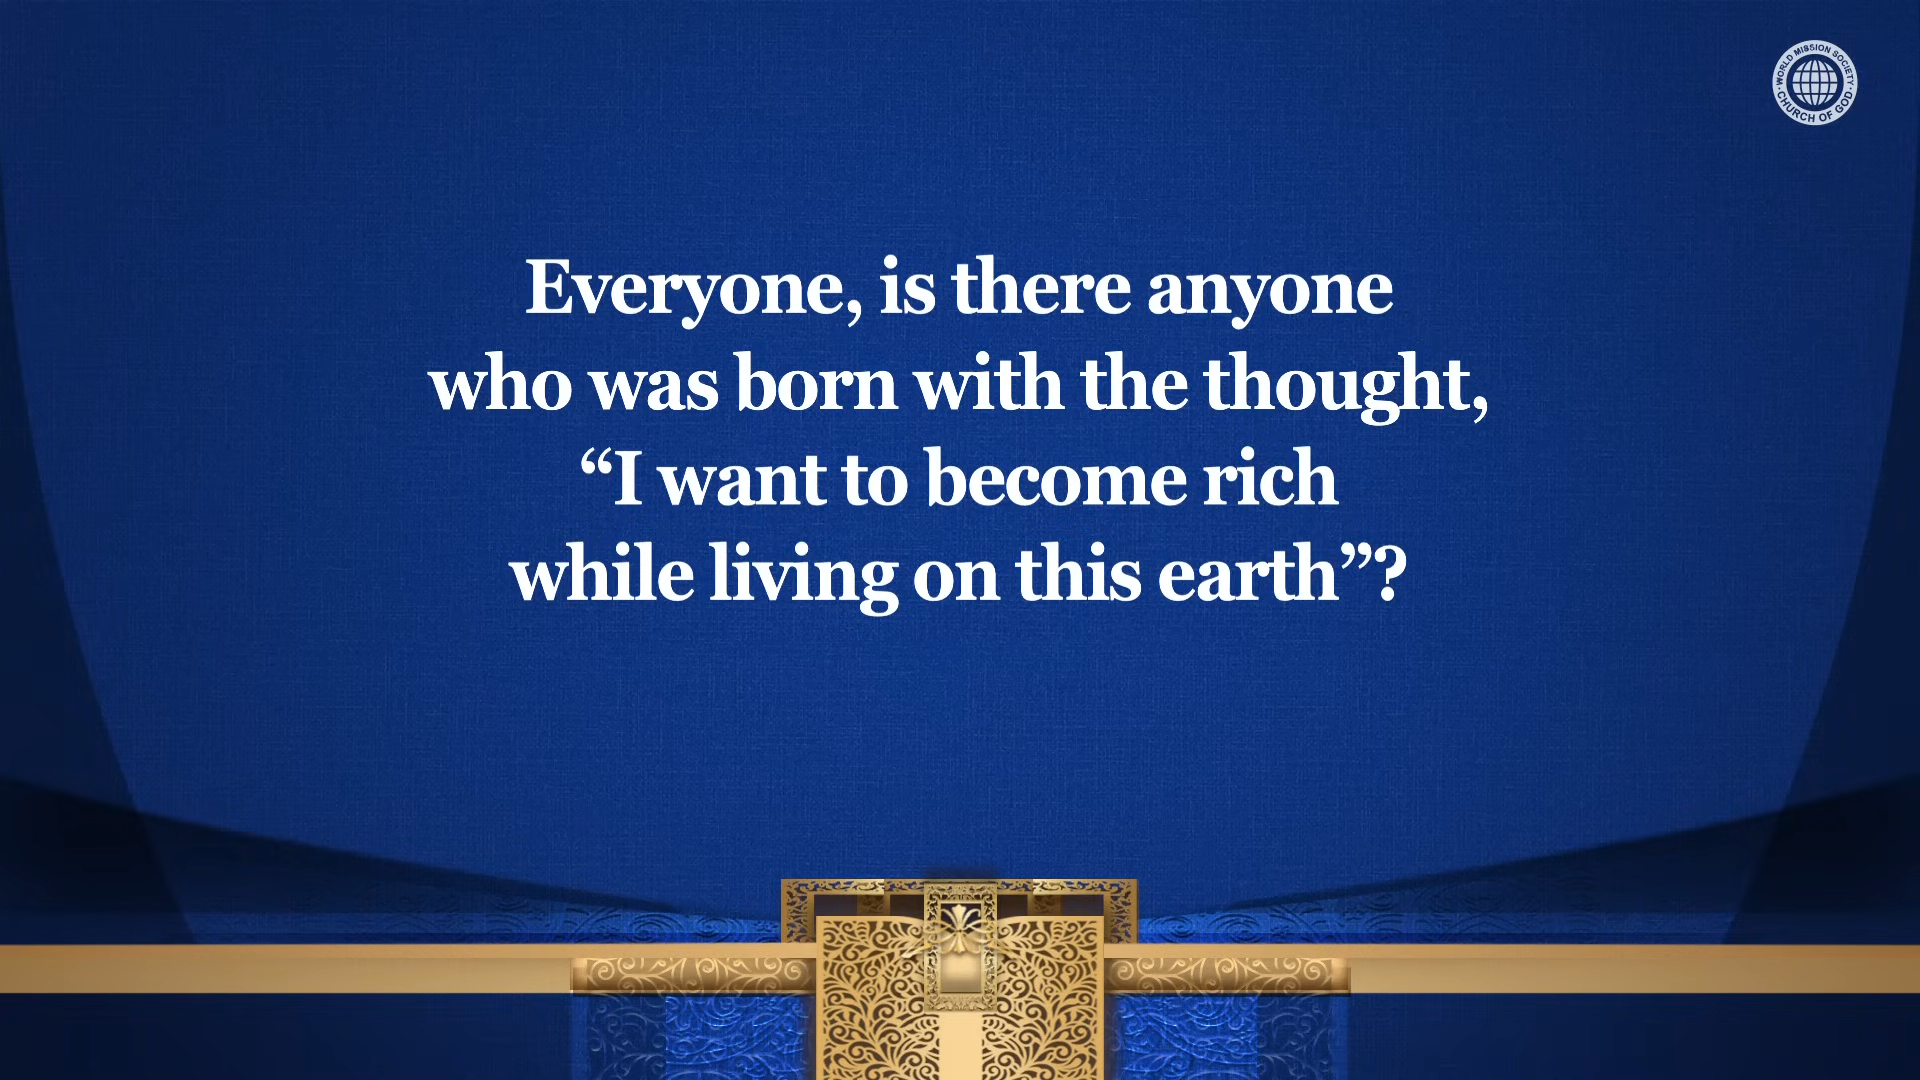 WORLD MISSION SOCIETY
CHURCH OF GOD
Everyone, is there anyone
who was born with the thought,
“I want to become rich
while living on this earth”?